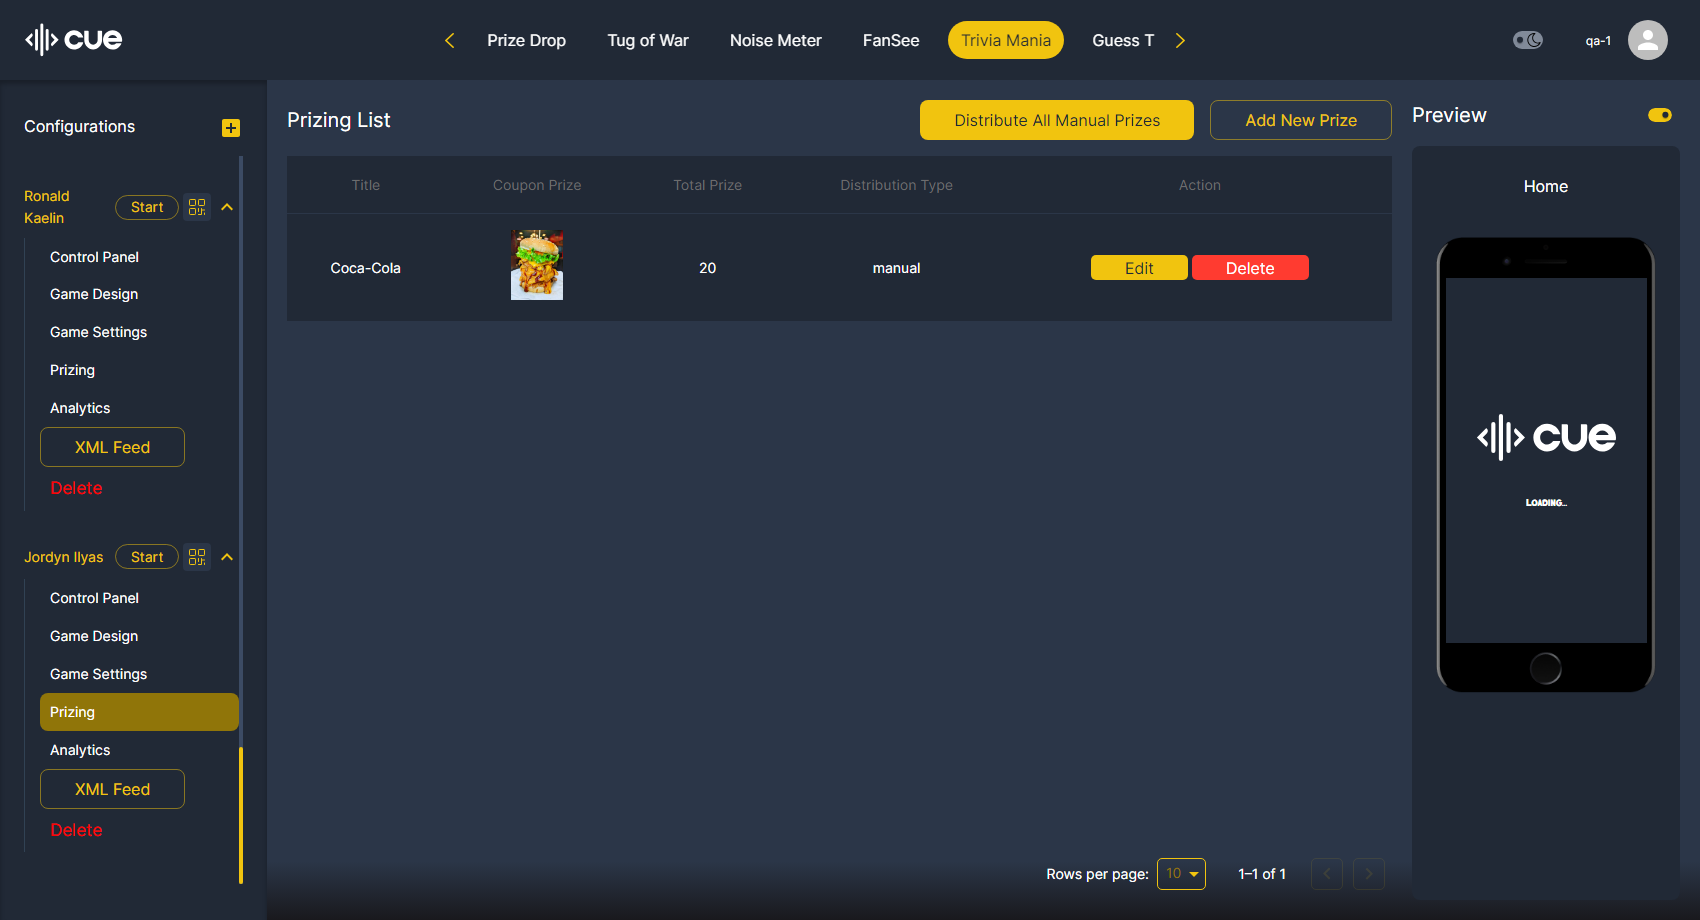 cue
Prize Drop
Tug of War
Noise Meter
FanSee
Trivia Mania
Guess T
qa-1
Configurations
Ronald
Kaelin
Start
Control Panel
Game Design
Game Settings
Prizing
Analytics
XML Feed
Delete
Jordyn Ilyas
Start
Control Panel
Game Design
Game Settings
Prizing
Analytics
XML Feed
Delete
Prizing List
Distribute All Manual Prizes
Add New Prize
Title
Coupon Prize
Total Prize
Distribution Type
Action
Coca-Cola
20
manual
Edit
Delete
Rows per page:
10
1–1 of 1
Preview
Home
cue
LOADING...